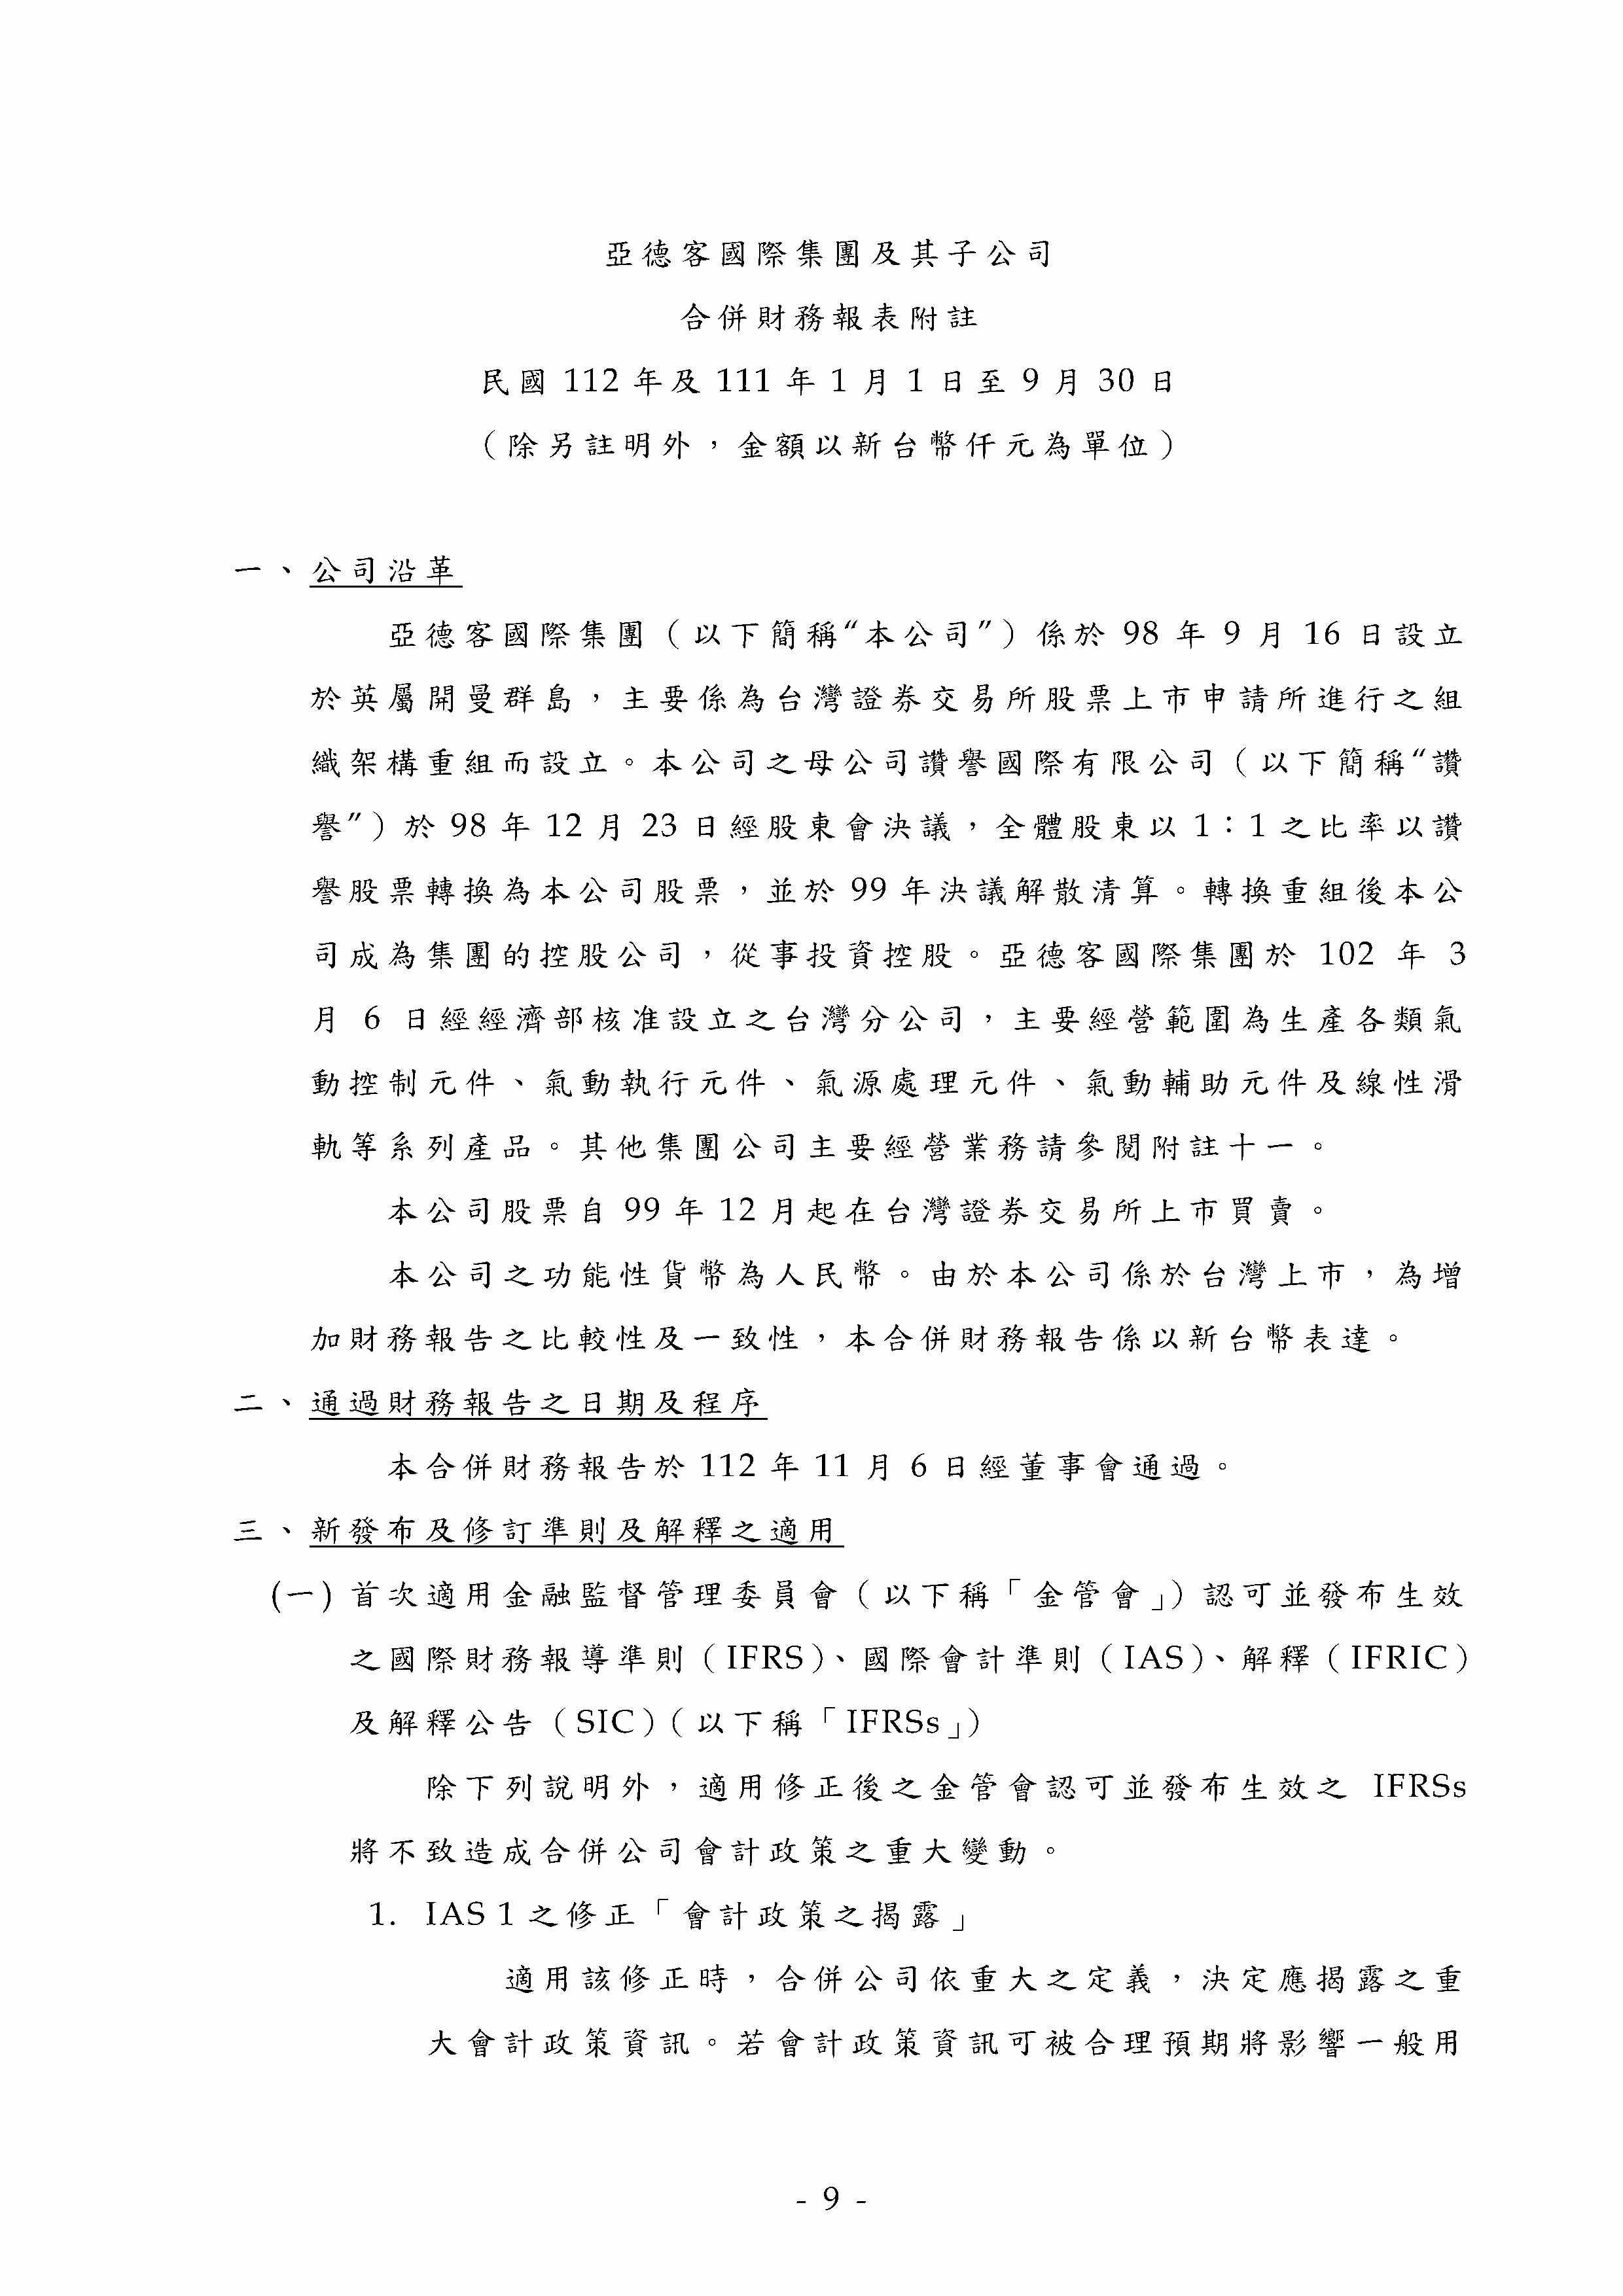 亞德客國際集團及其子公司
合併財務報表附註
民國 112 年及 111 年 1 月 1 日至 9 月 30 日
（除另註明外，金額以新台幣仟元為單位）
一、公司沿革
亞德客國際集團（以下簡稱“本公司”）係於 98 年 9 月 16 日設立
於英屬開曼群島，主要係為台灣證券交易所股票上市申請所進行之組
織架構重組而設立。本公司之母公司讚譽國際有限公司（以下簡稱“讚
譽”）於 98 年 12 月 23 日經股東會決議，全體股東以 1：1 之比率以讚
譽股票轉換為本公司股票，並於 99 年決議解散清算。轉換重組後本公
司成為集團的控股公司，從事投資控股。亞德客國際集團於 102 年 3
月 6 日經經濟部核准設立之台灣分公司，主要經營範圍為生產各類氣
動控制元件、氣動執行元件、氣源處理元件、氣動輔助元件及線性滑
軌等系列產品。其他集團公司主要經營業務請參閱附註十一。
本公司股票自 99 年 12 月起在台灣證券交易所上市買賣。
本公司之功能性貨幣為人民幣。由於本公司係於台灣上市，為增
加財務報告之比較性及一致性，本合併財務報告係以新台幣表達。
二、通過財務報告之日期及程序
本合併財務報告於 112 年 11 月 6 日經董事會通過。
三、新發布及修訂準則及解釋之適用
(一) 首次適用金融監督管理委員會（以下稱「金管會」）認可並發布生效
之國際財務報導準則（IFRS）、國際會計準則（IAS）、解釋（IFRIC）
及解釋公告（SIC）（以下稱「IFRSs」）
除下列說明外，適用修正後之金管會認可並發布生效之 IFRSs
將不致造成合併公司會計政策之重大變動。
1. IAS 1 之修正「會計政策之揭露」
適用該修正時，合併公司依重大之定義，決定應揭露之重
大會計政策資訊。若會計政策資訊可被合理預期將影響一般用
- 9 -